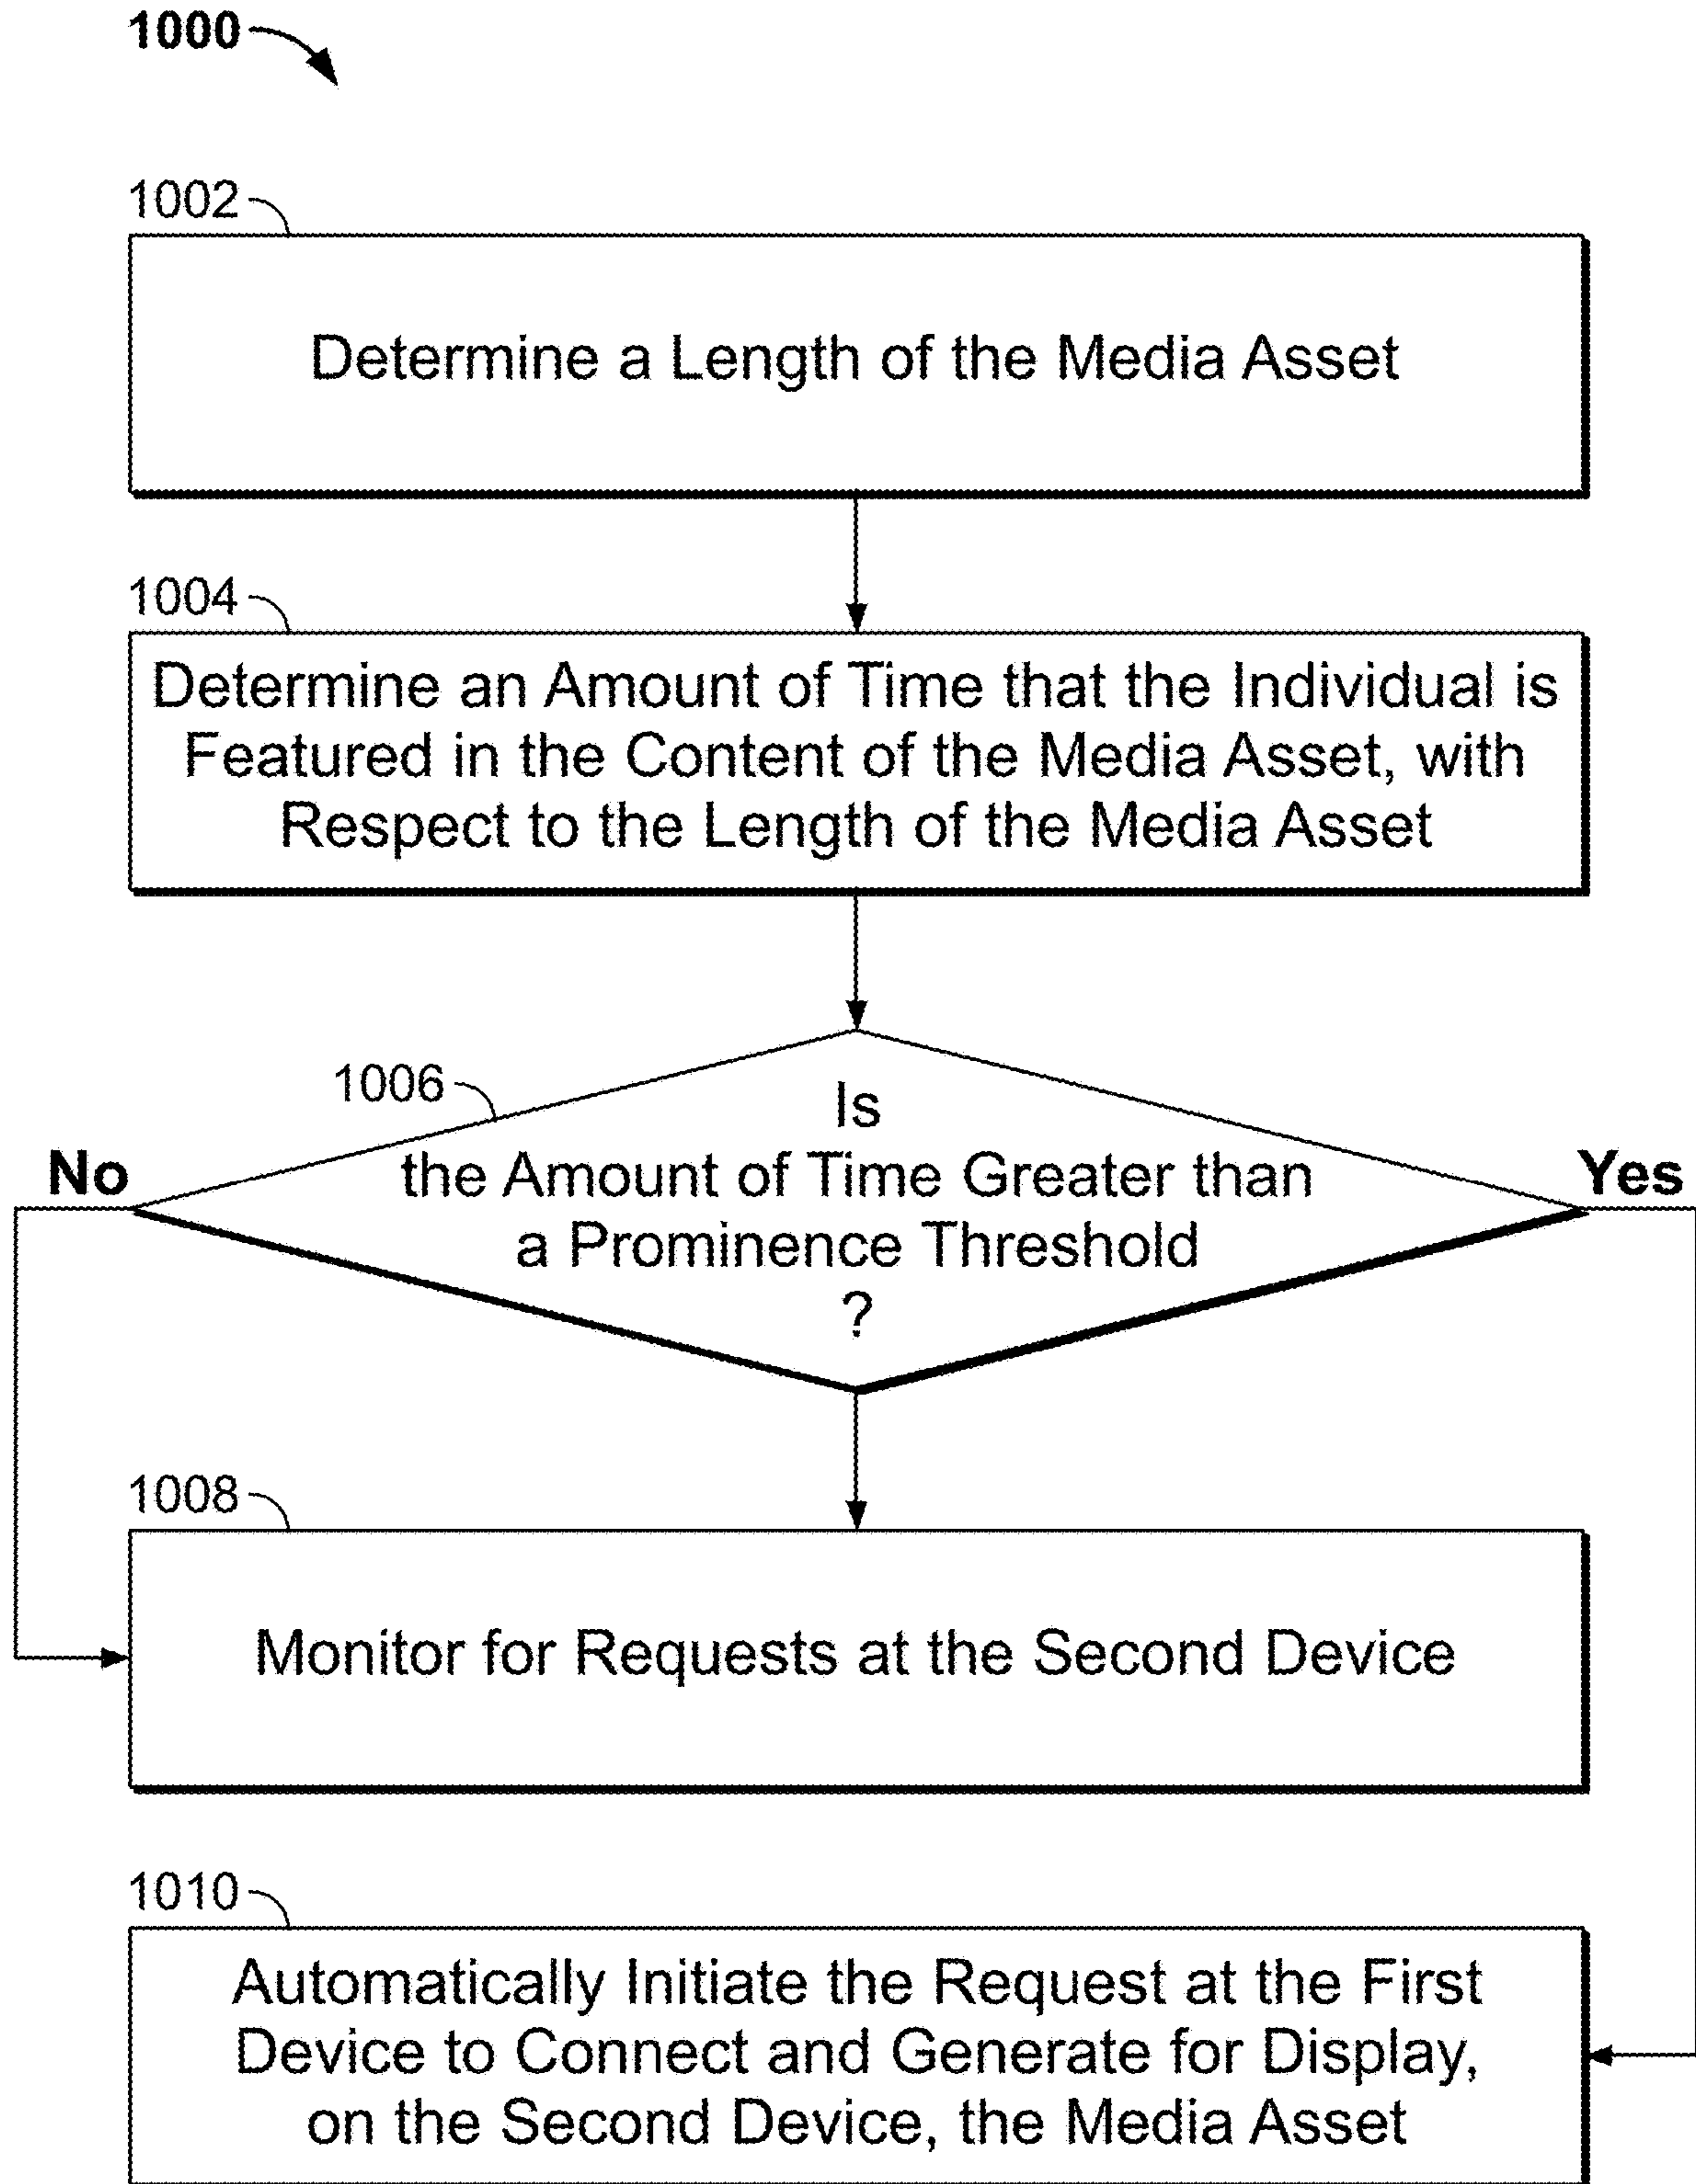 1000
1002
Determine a Length of the Media Asset
1004
Determine an Amount of Time that the Individual is
Featured in the Content of the Media Asset, with
Respect to the Length of the Media Asset
1006
Is
the Amount of Time Greater than
a Prominence Threshold
?
No
Yes
1008
Monitor for Requests at the Second Device
1010
Automatically Initiate the Request at the First
Device to Connect and Generate for Display,
on the Second Device, the Media Asset